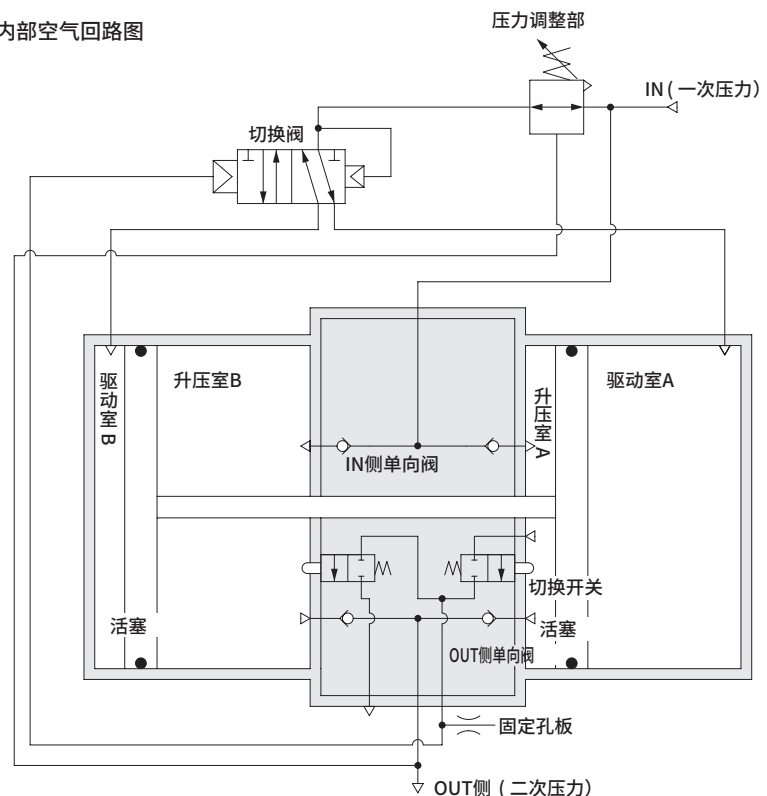 内部空气回路图
压力调整部
IN ( 一次压力)
切换阀
驱动室B
升压室B
升压室A
驱动室A
IN侧单向阀
切换开关
活塞
活塞
OUT侧单向阀
固定孔板
OUT侧 ( 二次压力)